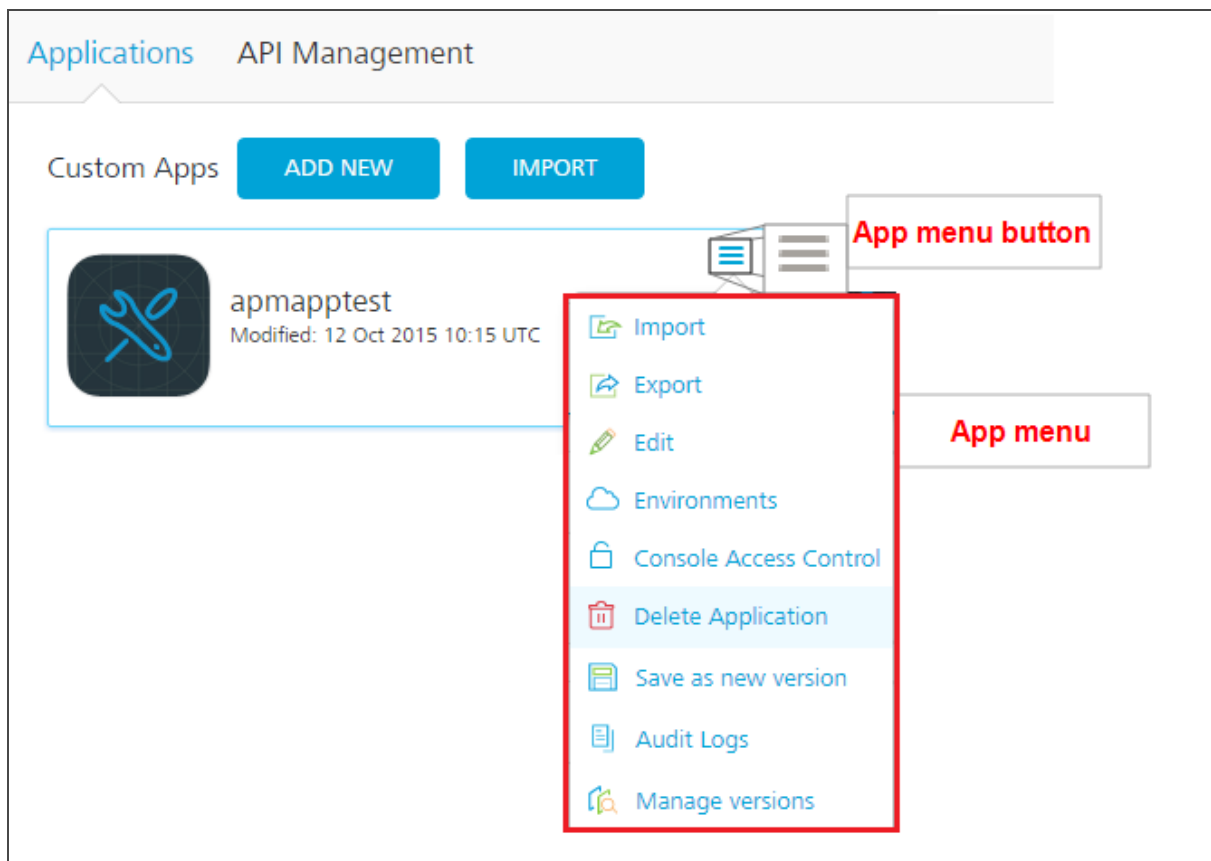 Applications API Management
Custom Apps ADD NEW IMPORT
App menu button
apmapptest
Modified: 12 Oct 2015 10:15 UTC
Import
Export
App menu
Edit
Environments
Console Access Control
Delete Application
Save as new version
Audit Logs
Manage versions